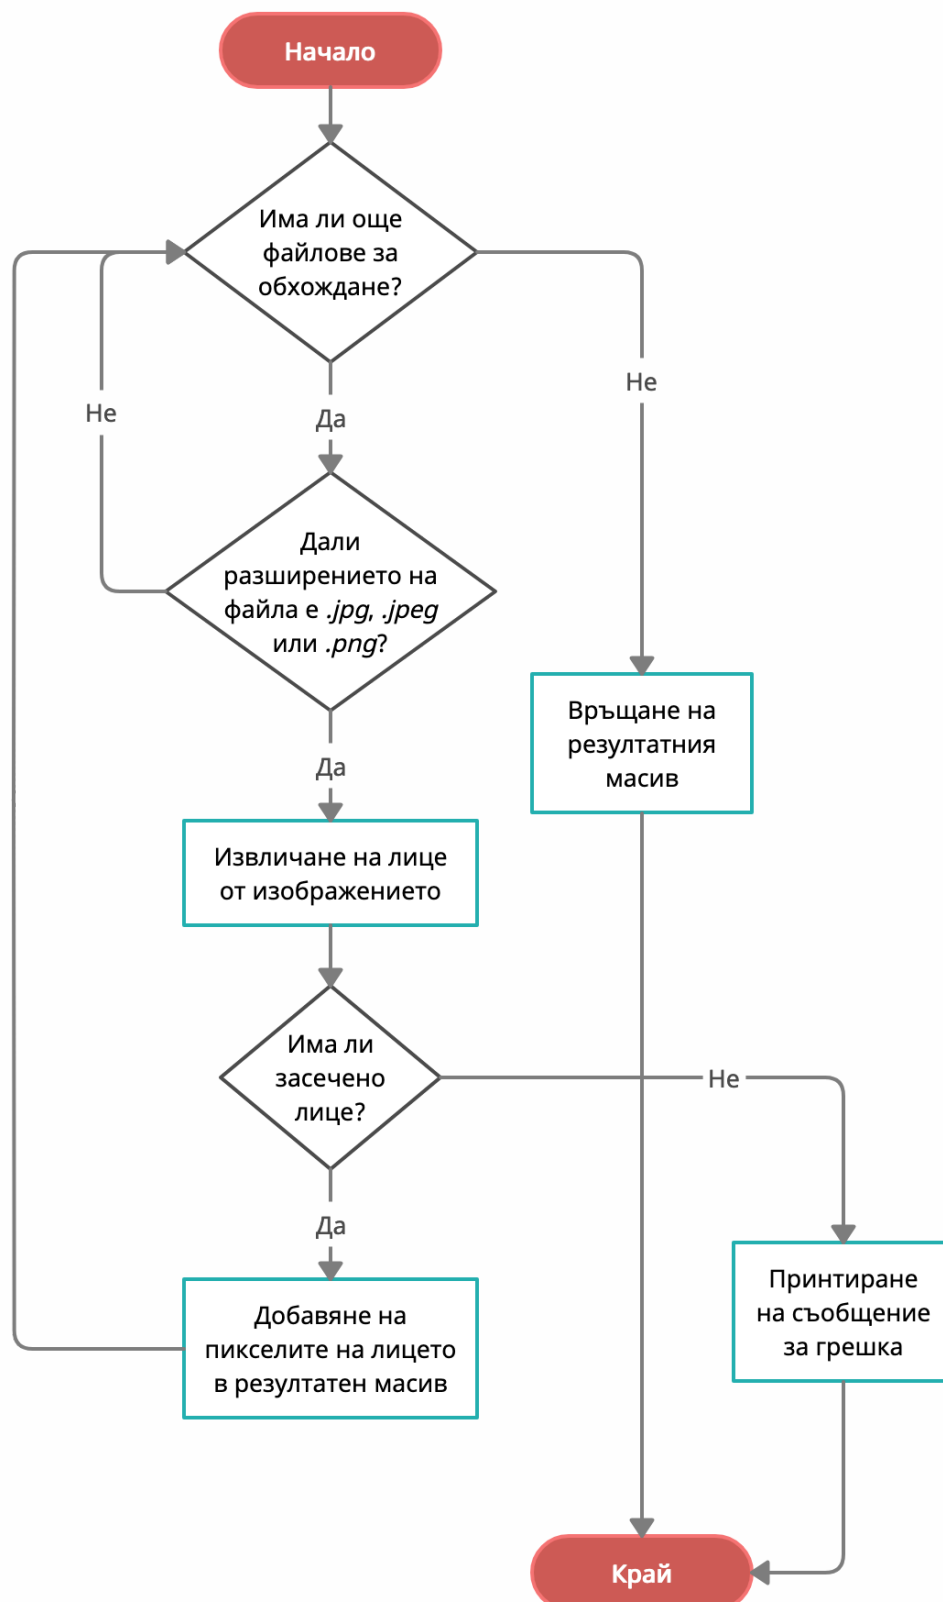 Начало
Има ли още
файлове за
обхождане?
Не
Не
Да
Дали
разширението на
файла е .jpg, .jpeg
или .png?
Връщане на
резултатния
масив
Да
Извличане на лице
от изображението
Има ли
засечено
лице?
Не
Да
Принтиране
на съобщение
за грешка
Добавяне на
пикселите на лицето
в резултатен масив
Край